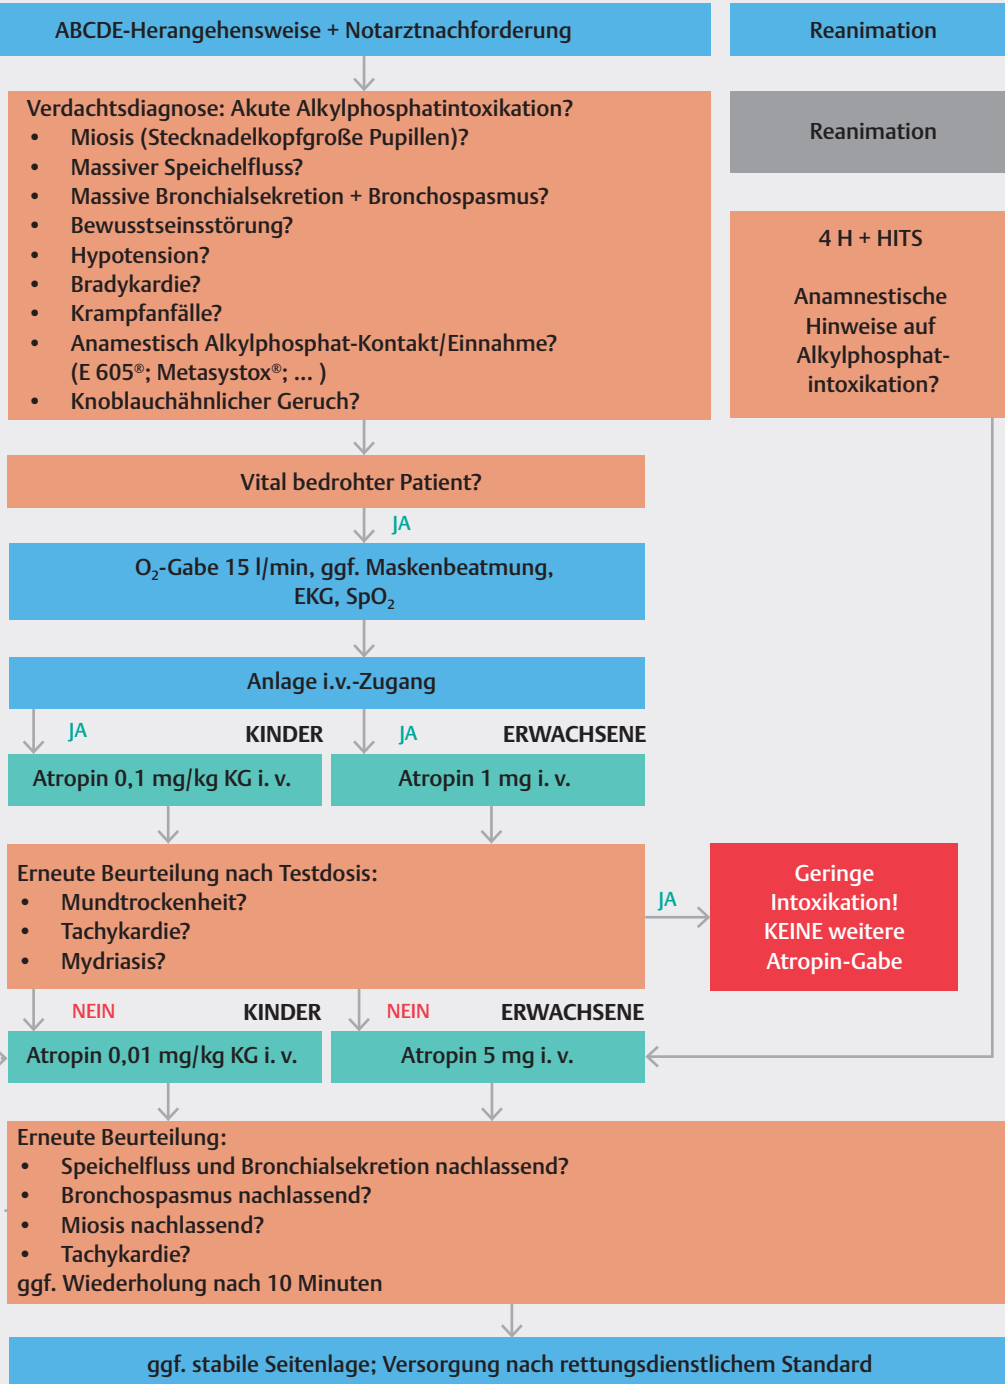 ABCDE-Herangehensweise + Notarztnachforderung
Reanimation
Verdachtsdiagnose: Akute Alkylphosphatintoxikation?
• Miosis (Stecknadelkopfgroße Pupillen)?
• Massiver Speichelfluss?
• Massive Bronchialsekretion + Bronchospasmus?
• Bewusstseinsstörung?
• Hypotension?
• Bradykardie?
• Krampfanfälle?
• Anamestisch Alkylphosphat-Kontakt/Einnahme?
(E 605®; Metasystox®; ... )
• Knoblauchähnlicher Geruch?
Reanimation
4 H + HITS
Anamnestische
Hinweise auf
Alkylphosphat-
intoxikation?
Vital bedrohter Patient?
JA
O₂-Gabe 15 l/min, ggf. Maskenbeatmung,
EKG, SpO₂
Anlage i.v.-Zugang
JA KINDER JA ERWACHSENE
Atropin 0,1 mg/kg KG i. v.
Atropin 1 mg i. v.
Erneute Beurteilung nach Testdosis:
• Mundtrockenheit?
• Tachykardie?
• Mydriasis?
JA
Geringe
Intoxikation!
KEINE weitere
Atropin-Gabe
NEIN KINDER NEIN ERWACHSENE
Atropin 0,01 mg/kg KG i. v.
Atropin 5 mg i. v.
Erneute Beurteilung:
• Speichelfluss und Bronchialsekretion nachlassend?
• Bronchospasmus nachlassend?
• Miosis nachlassend?
• Tachykardie?
ggf. Wiederholung nach 10 Minuten
ggf. stabile Seitenlage; Versorgung nach rettungsdienstlichem Standard